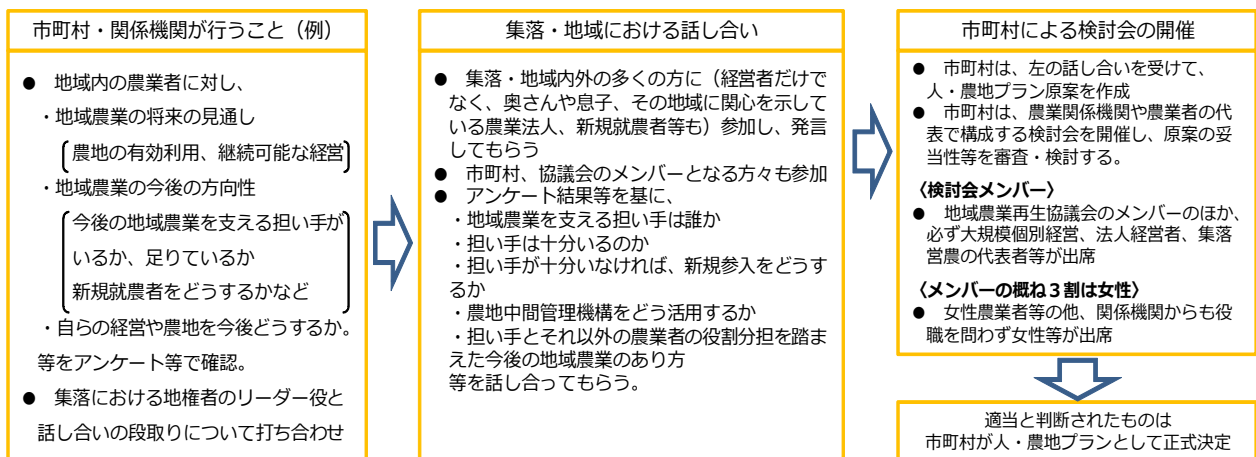 市町村・関係機関が行うこと（例）
● 地域内の農業者に対し、
・地域農業の将来の見通し
農地の有効利用、継続可能な経営
・地域農業の今後の方向性
今後の地域農業を支える担い手が
いるか、足りているか
新規就農者をどうするかなど
・自らの経営や農地を今後どうするか。
等をアンケート等で確認。
● 集落における地権者のリーダー役と
話し合いの段取りについて打ち合わせ
集落・地域における話し合い
● 集落・地域内外の多くの方に（経営者だけで
なく、奥さんや息子、その地域に関心を示して
いる農業法人、新規就農者等も）参加し、発言
してもらう
● 市町村、協議会のメンバーとなる方々も参加
● アンケート結果等を基に、
・地域農業を支える担い手は誰か
・担い手は十分いるのか
・担い手が十分いなければ、新規参入をどうす
るか
・農地中間管理機構をどう活用するか
・担い手とそれ以外の農業者の役割分担を踏ま
えた今後の地域農業のあり方
等を話し合ってもらう。
市町村による検討会の開催
● 市町村は、左の話し合いを受けて、
人・農地プラン原案を作成
● 市町村は、農業関係機関や農業者の代
表で構成する検討会を開催し、原案の妥
当性等を審査・検討する。
〈検討会メンバー〉
● 地域農業再生協議会のメンバーのほか、
必ず大規模個別経営、法人経営者、集落
営農の代表者等が出席
〈メンバーの概ね３割は女性〉
● 女性農業者等の他、関係機関からも役
職を問わず女性等が出席
適当と判断されたものは
市町村が人・農地プランとして正式決定